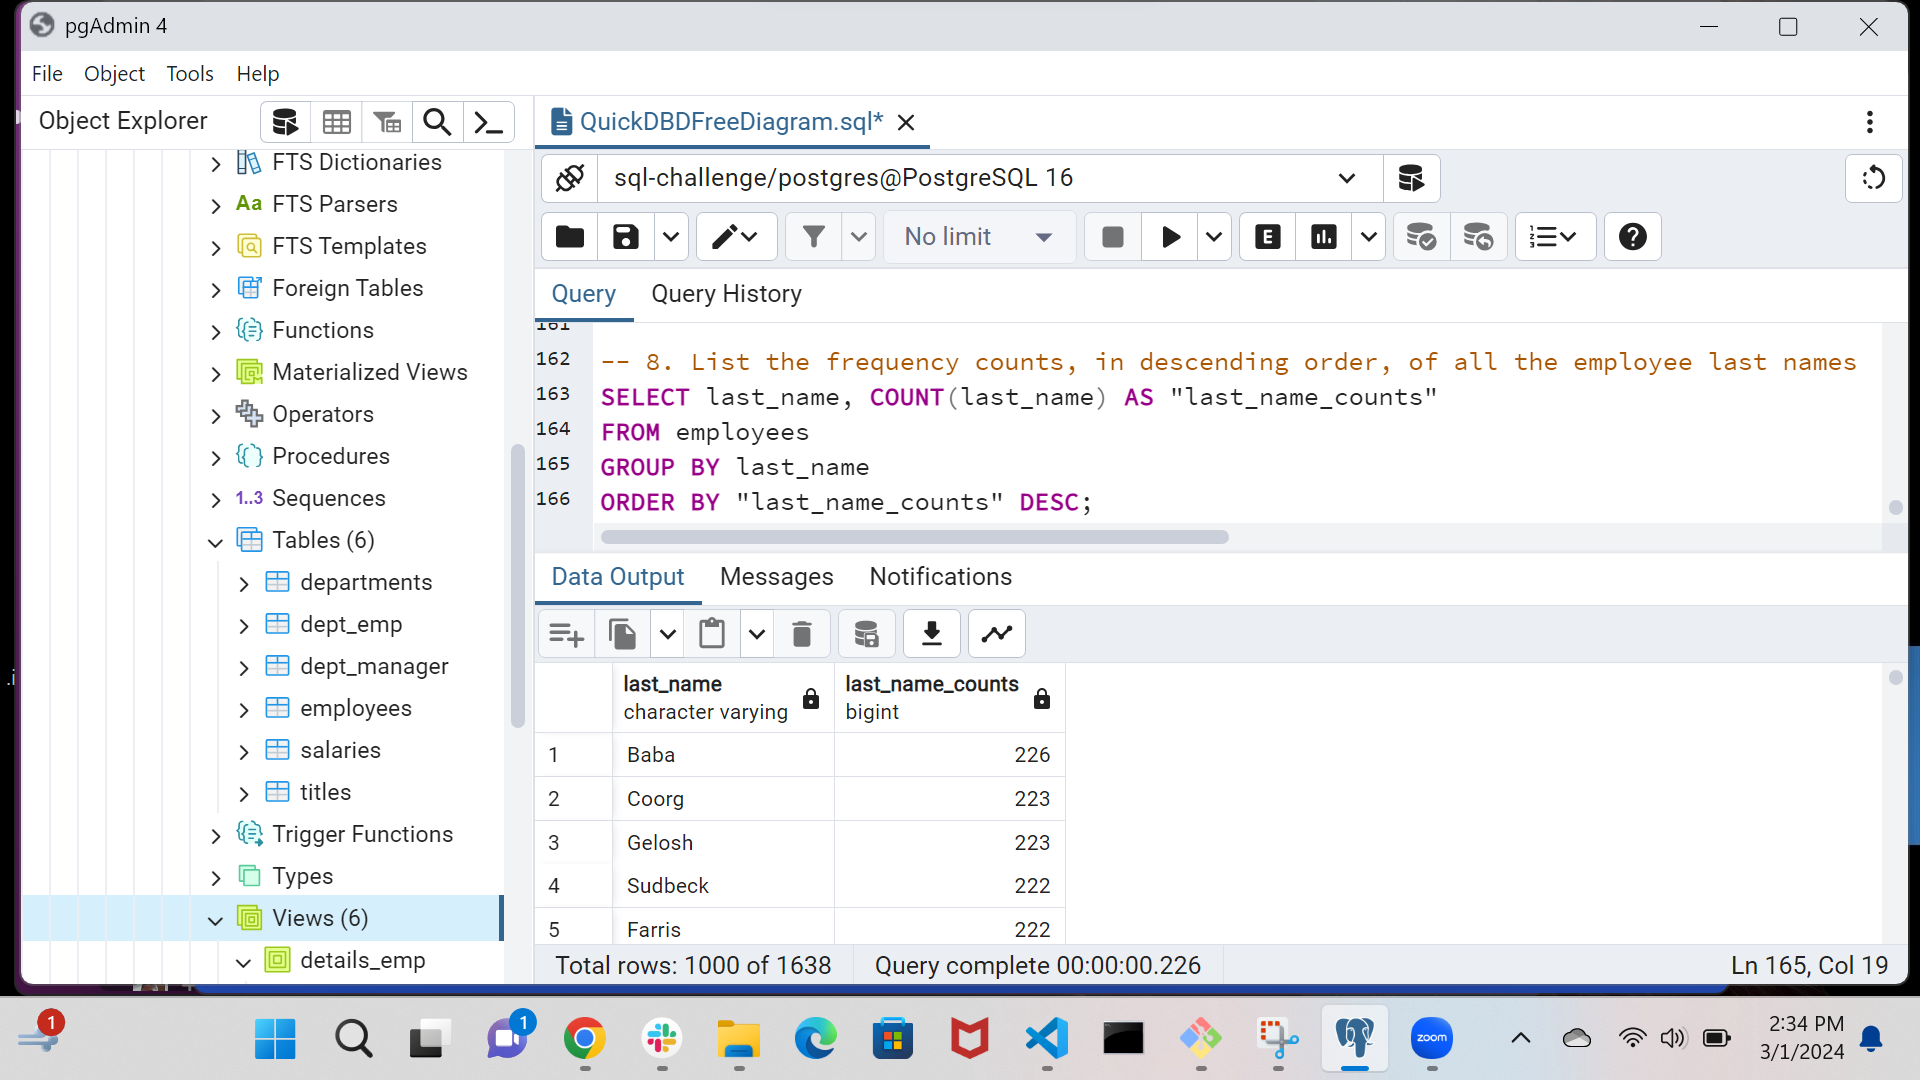 pgAdmin 4
File Object Tools Help
Object Explorer
FTS Dictionaries
Aa FTS Parsers
FTS Templates
Foreign Tables
Functions
Materialized Views
Operators
Procedures
1..3 Sequences
Tables (6)
departments
dept_emp
dept_manager
employees
salaries
titles
Trigger Functions
Types
Views (6)
details_emp
QuickDBDFreeDiagram.sql*
sql-challenge/postgres@PostgreSQL 16
No limit
E
Query Query History
161
162 -- 8. List the frequency counts, in descending order, of all the employee last names
163 SELECT last_name, COUNT(last_name) AS "last_name_counts"
164 FROM employees
165 GROUP BY last_name
166 ORDER BY "last_name_counts" DESC;
Data Output Messages Notifications
last_name last_name_counts
character varying bigint
1 Baba 226
2 Coorg 223
3 Gelosh 223
4 Sudbeck 222
5 Farris 222
Total rows: 1000 of 1638 Query complete 00:00:00.226 Ln 165, Col 19
.i
1
1
zoom
2:34 PM
3/1/2024